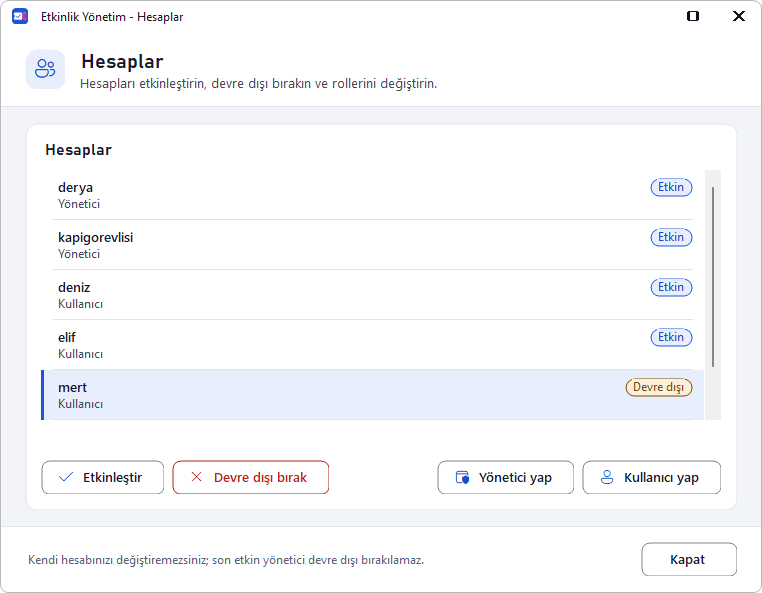 Etkinlik Yönetim - Hesaplar
Hesaplar
Hesapları etkinleştirin, devre dışı bırakın ve rollerini değiştirin.
Hesaplar
derya
Etkin
Yönetici
kapigorevlisi
Etkin
Yönetici
deniz
Etkin
Kullanıcı
elif
Etkin
Kullanıcı
mert
Devre dışı
Kullanıcı
Etkinleştir
Devre dışı bırak
Yönetici yap
Kullanıcı yap
Kendi hesabınızı değiştiremezsiniz; son etkin yönetici devre dışı bırakılamaz.
Kapat